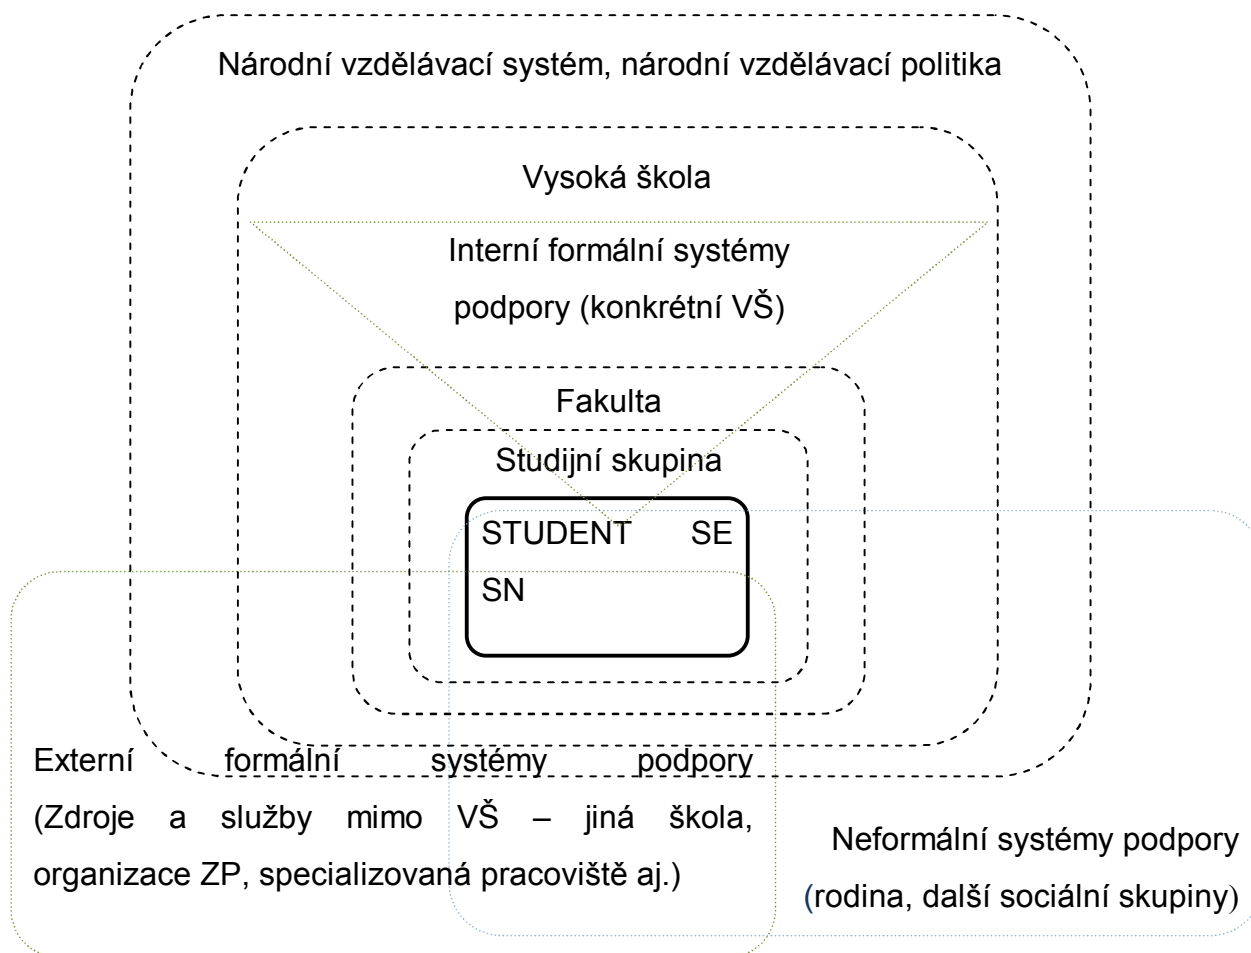 Národní vzdělávací systém, národní vzdělávací politika
Vysoká škola
Interní formální systémy
podpory (konkrétní VŠ)
Fakulta
Studijní skupina
STUDENT SE
SN
Externí formální systémy podpory
(Zdroje a služby mimo VŠ – jiná škola,
organizace ZP, specializovaná pracoviště aj.)
Neformální systémy podpory
(rodina, další sociální skupiny)